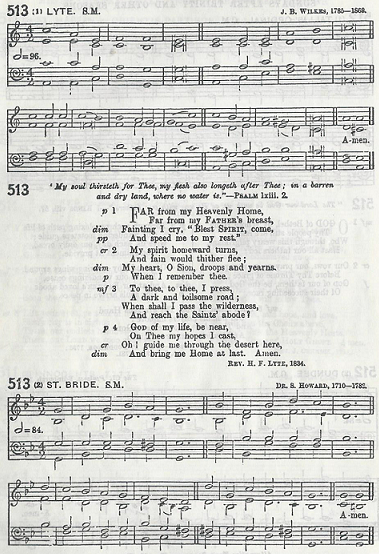 513 (1) LYTE. S.M. J. B. WILKES, 1785—1869.
=96.
A-men.
513
'My soul thirsteth for Thee, my flesh also longeth after Thee; in a barren
and dry land, where no water is."—PSALM lxiii. 2.
p 1 FAR from my Heavenly Home,
Far from my FATHER'S breast,
dim Fainting I cry, "Blest SPIRIT, come,
pp And speed me to my rest."
cr 2 My spirit homeward turns,
And fain would thither flee;
dim My heart, O Sion, droops and yearns.
p When I remember thee.
mf 3 To thee, to thee, I press,
A dark and toilsome road;
When shall I pass the wilderness,
And reach the Saints' abode?
p 4 GOD of my life, be near,
On Thee my hopes I cast,
cr Oh! guide me through the desert here,
dim And bring me Home at last. Amen.
REV. H. F. LYTE, 1834.
513 (2) ST. BRIDE. S.M. DR. S. HOWARD, 1710—1782.
=84.
A-men.